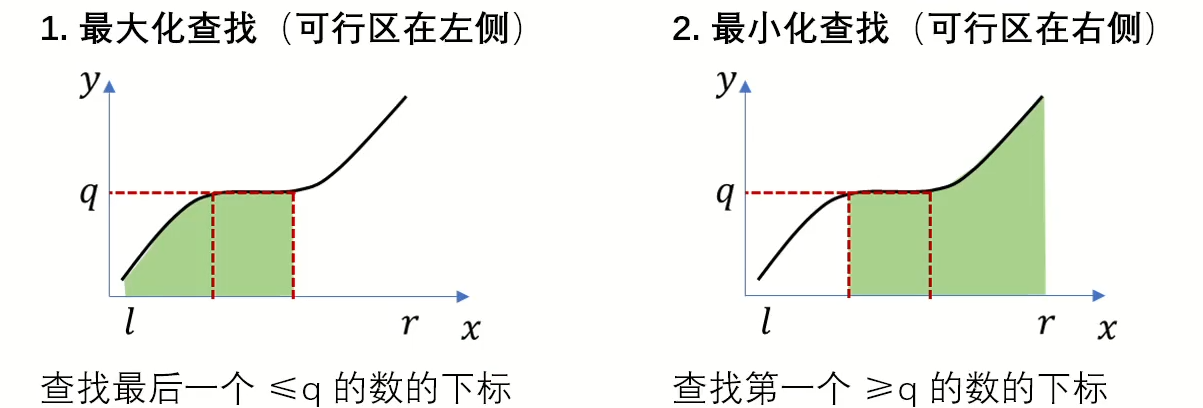 1. 最大化查找（可行区在左侧）
y
q
l
r
x
查找最后一个 ≤q 的数的下标
2. 最小化查找（可行区在右侧）
y
q
l
r
x
查找第一个 ≥q 的数的下标